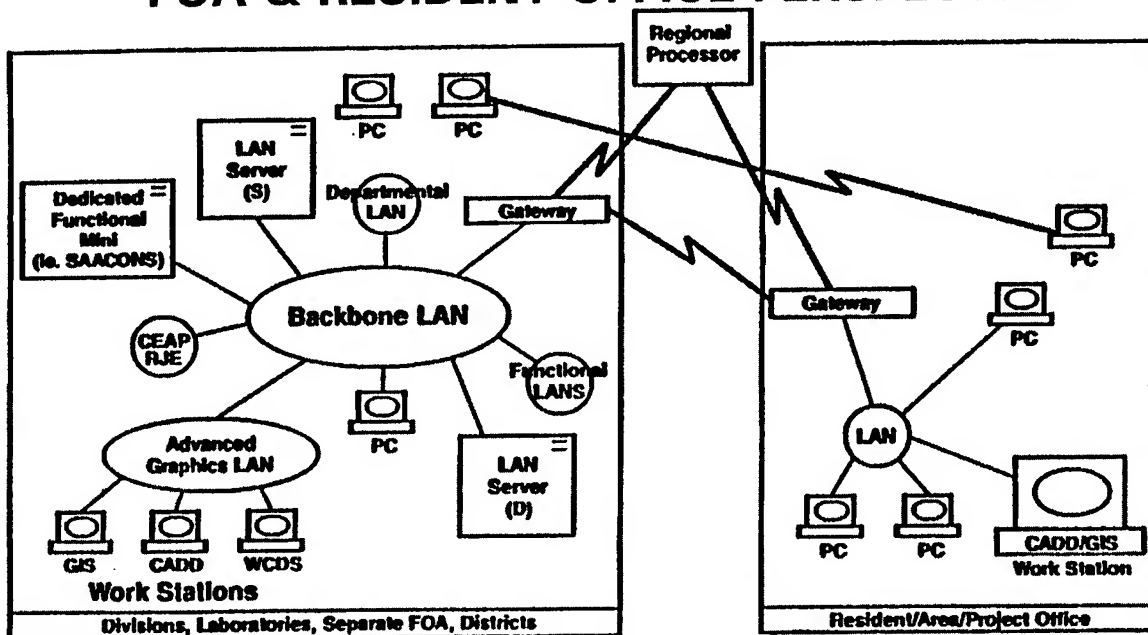 FOA & RESIDENT OFFICE
Regional
Processor
PC
PC
LAN
Server
(S)
Dedicated
Functional
Mini
(ie. SAACONS)
Departmental
LAN
Gateway
PC
Gateway
Backbone LAN
PC
CEAP
RJE
Functional
LANS
PC
Advanced
Graphics LAN
LAN
Server
(D)
LAN
GIS
CADD
WCDS
Work Stations
PC
PC
CADD/GIS
Work Station
Divisions, Laboratories, Separate FOA, Districts
Resident/Area/Project Office